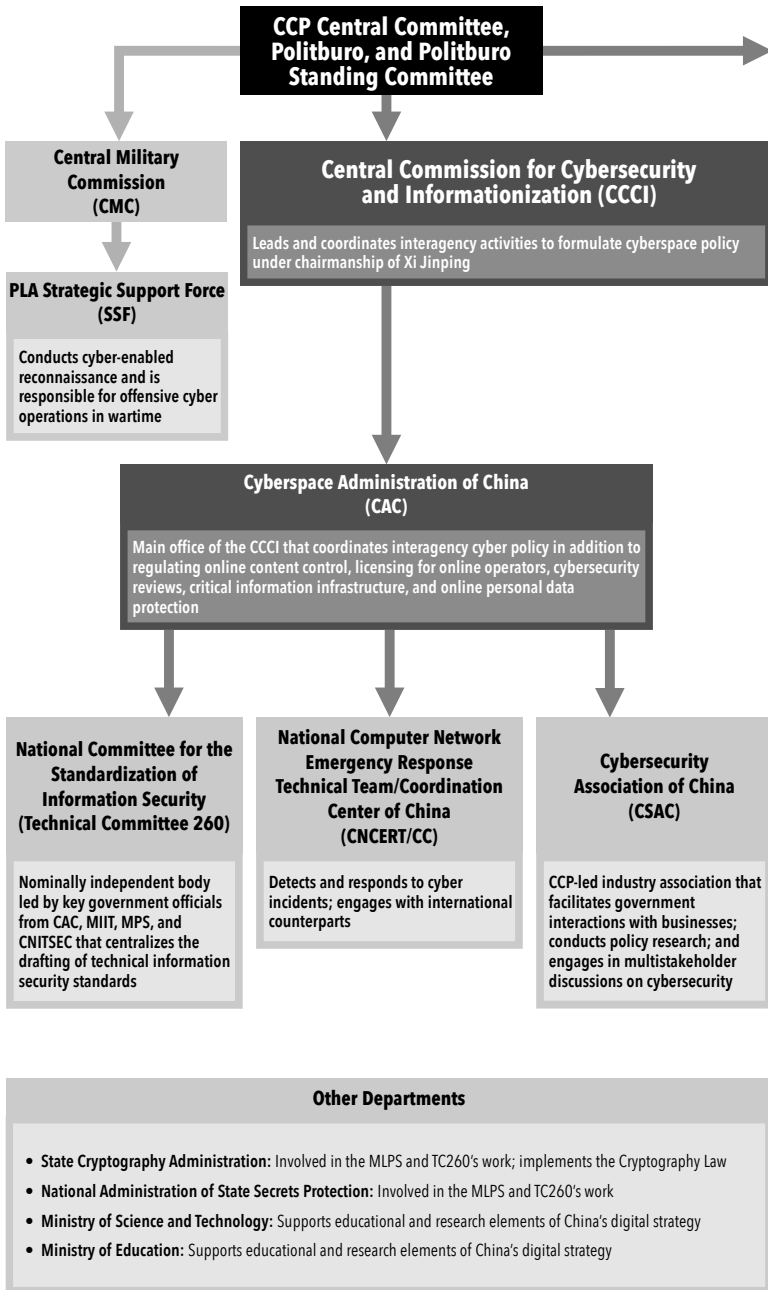 CCP Central Committee,
Politburo, and Politburo
Standing Committee
Central Military
Commission
(CMC)
Central Commission for Cybersecurity
and Informationization (CCCI)
Leads and coordinates interagency activities to formulate cyberspace policy
under chairmanship of Xi Jinping
PLA Strategic Support Force
(SSF)
Conducts cyber-enabled
reconnaissance and is
responsible for offensive cyber
operations in wartime
Cyberspace Administration of China
(CAC)
Main office of the CCCI that coordinates interagency cyber policy in addition to
regulating online content control, licensing for online operators, cybersecurity
reviews, critical information infrastructure, and online personal data
protection
National Committee for the
Standardization of
Information Security
(Technical Committee 260)
Nominally independent body
led by key government officials
from CAC, MIIT, MPS, and
CNITSEC that centralizes the
drafting of technical information
security standards
National Computer Network
Emergency Response
Technical Team/Coordination
Center of China
(CNCERT/CC)
Detects and responds to cyber
incidents; engages with international
counterparts
Cybersecurity
Association of China
(CSAC)
CCP-led industry association that
facilitates government
interactions with businesses;
conducts policy research; and
engages in multistakeholder
discussions on cybersecurity
Other Departments
• State Cryptography Administration: Involved in the MLPS and TC260's work; implements the Cryptography Law
• National Administration of State Secrets Protection: Involved in the MLPS and TC260's work
• Ministry of Science and Technology: Supports educational and research elements of China's digital strategy
• Ministry of Education: Supports educational and research elements of China's digital strategy